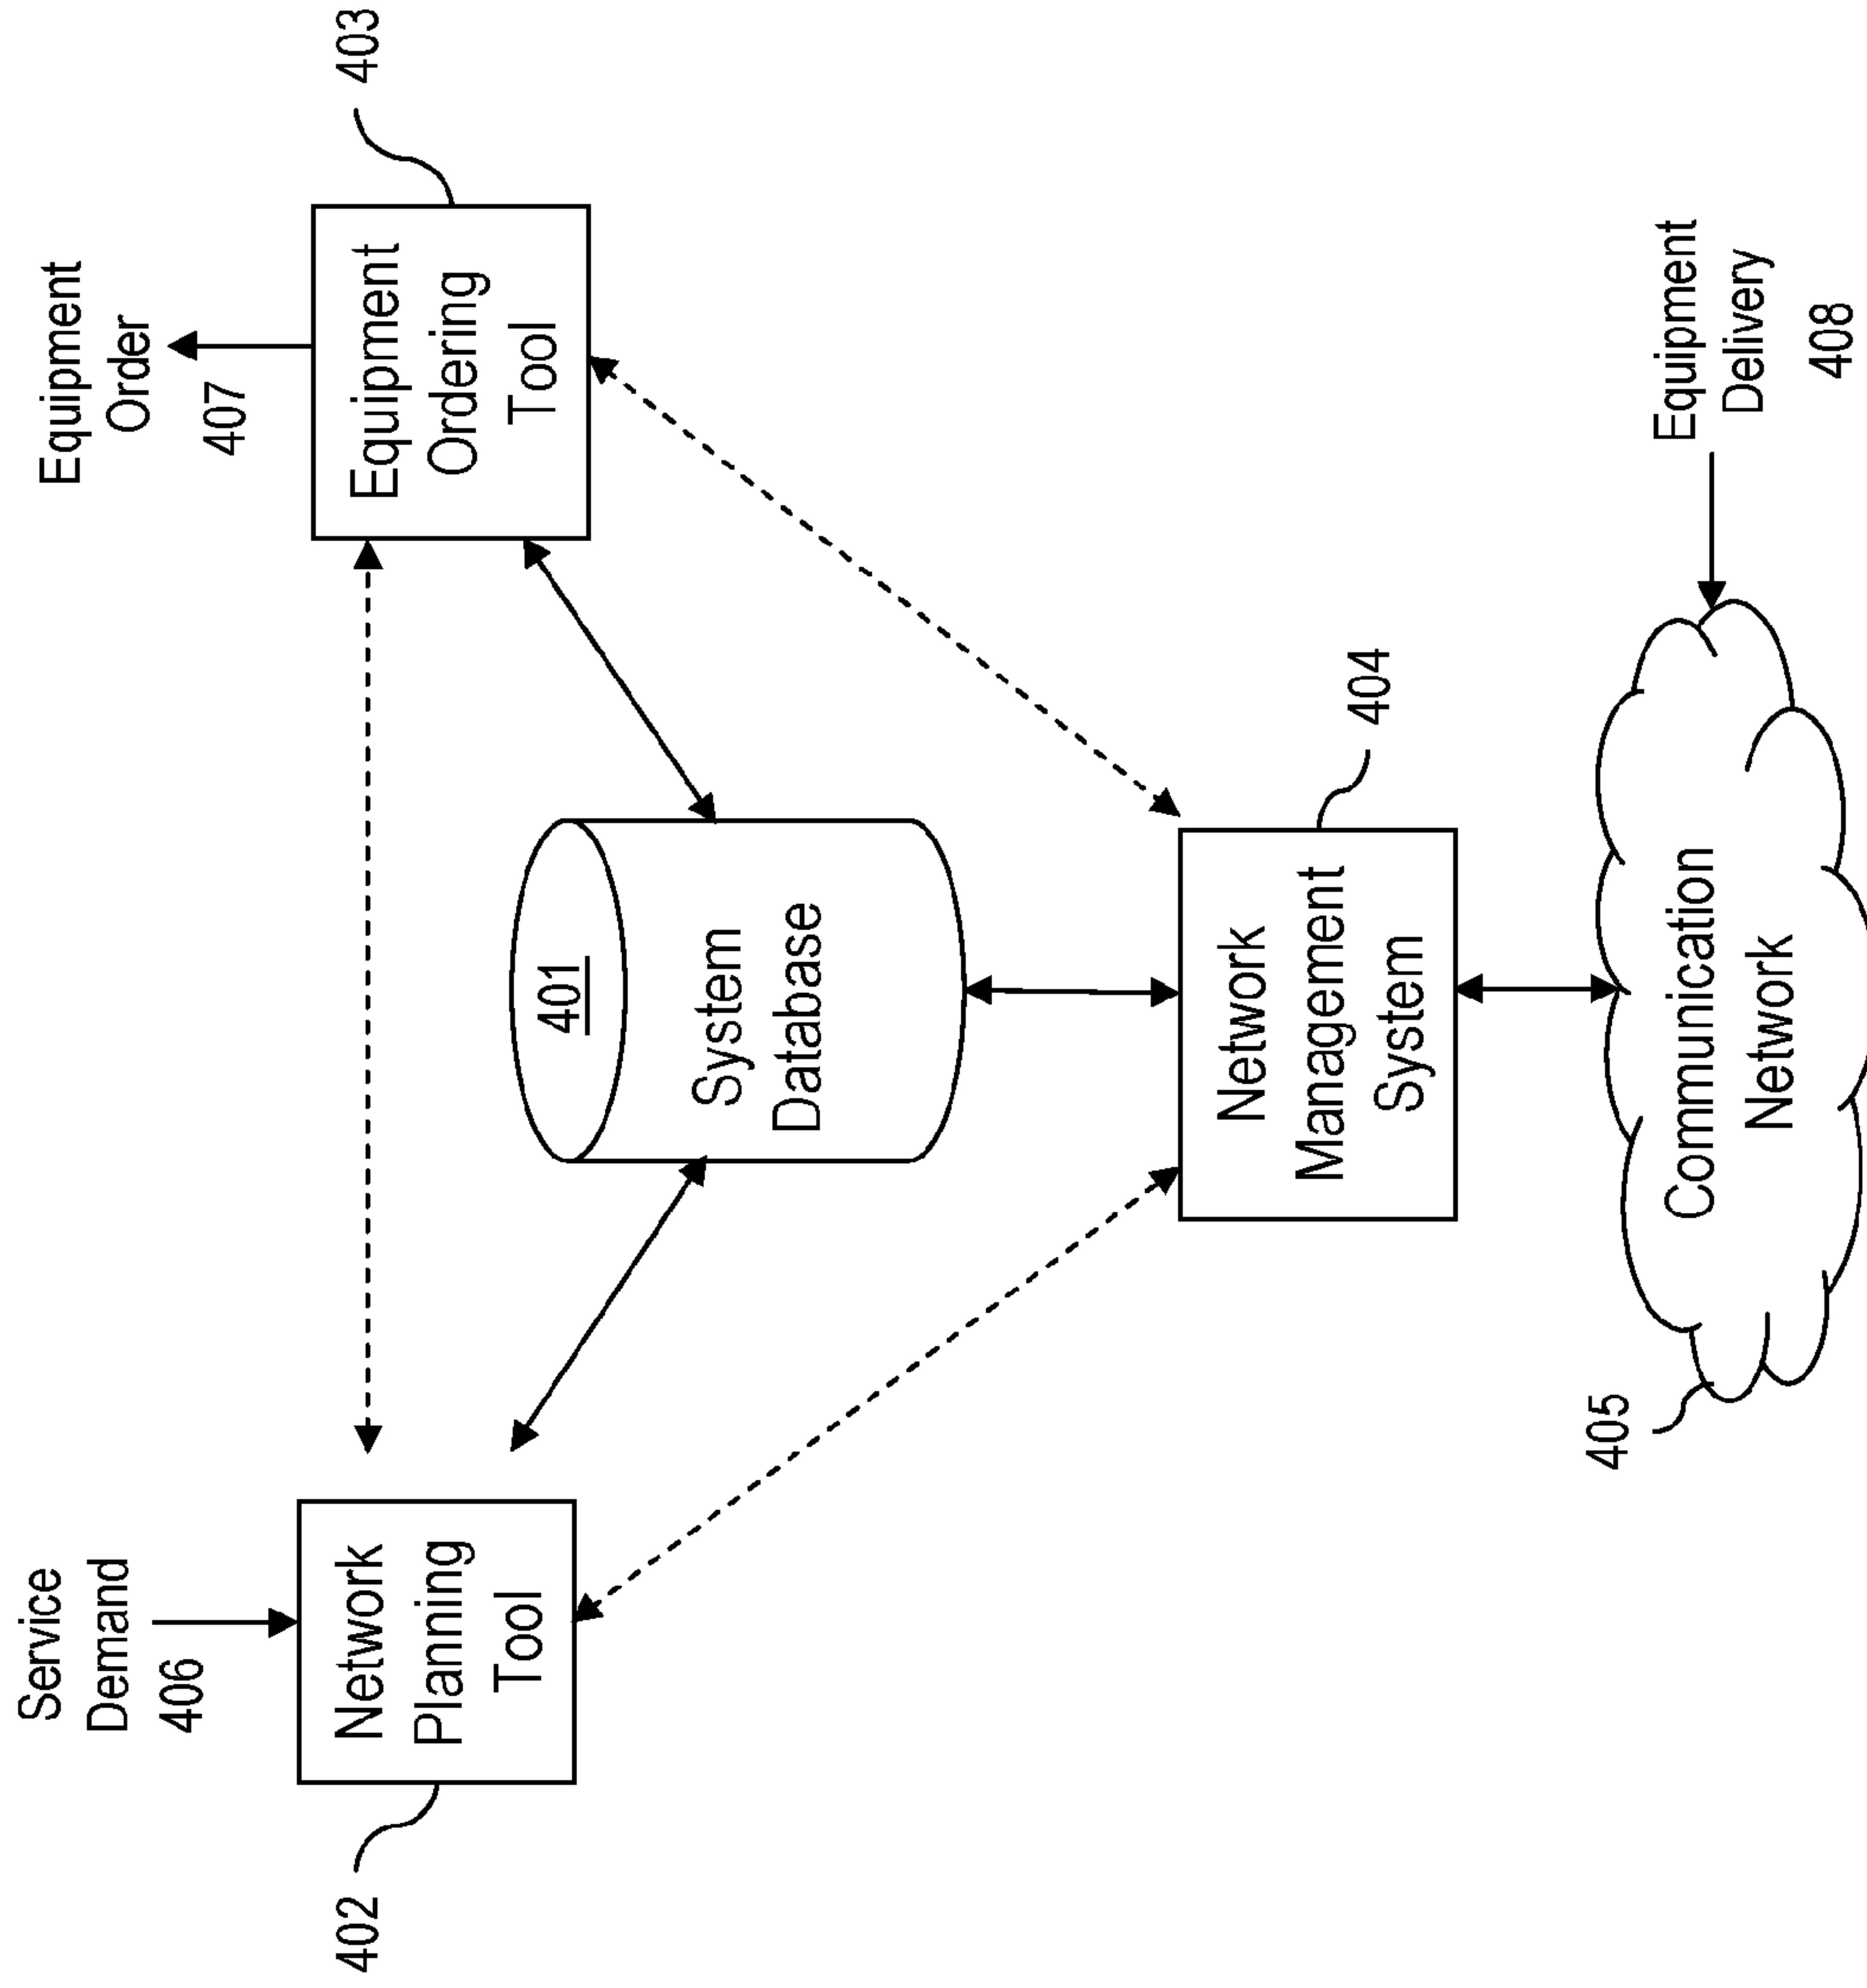 Service
Demand
406
Equipment
Order
407
402
Network
Planning
Tool
Equipment
Ordering
Tool
403
401
System
Database
Network
Management
System
404
405
Communication
Network
Equipment
Delivery
408